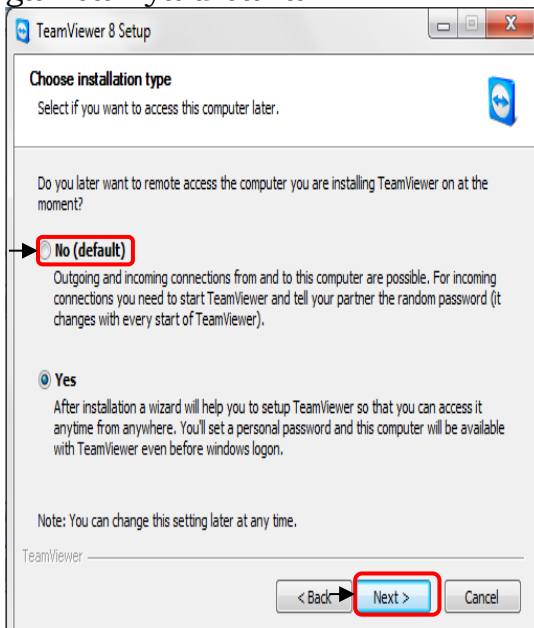 TeamViewer 8 Setup
X
Choose installation type
Select if you want to access this computer later.
Do you later want to remote access the computer you are installing TeamViewer on at the
moment?
No (default)
Outgoing and incoming connections from and to this computer are possible. For incoming
connections you need to start TeamViewer and tell your partner the random password (it
changes with every start of TeamViewer).
Yes
After installation a wizard will help you to setup TeamViewer so that you can access it
anytime from anywhere. You'll set a personal password and this computer will be available
with TeamViewer even before windows logon.
Note: You can change this setting later at any time.
TeamViewer
< Back Next > Cancel